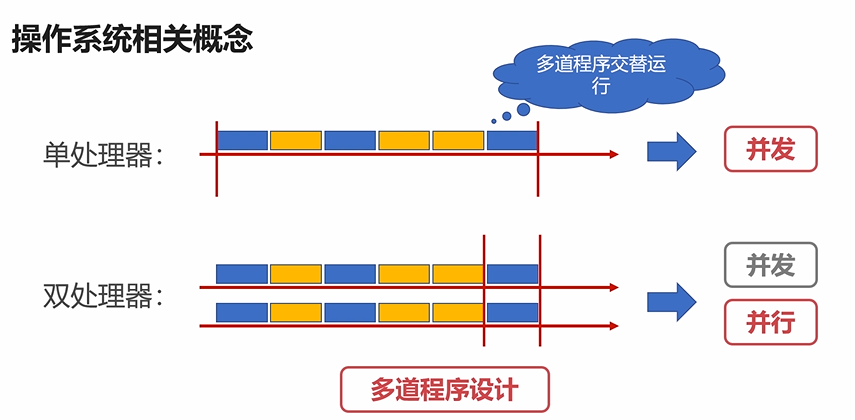 操作系统相关概念
多道程序交替运
行
单处理器：
并发
双处理器：
并发
并行
多道程序设计